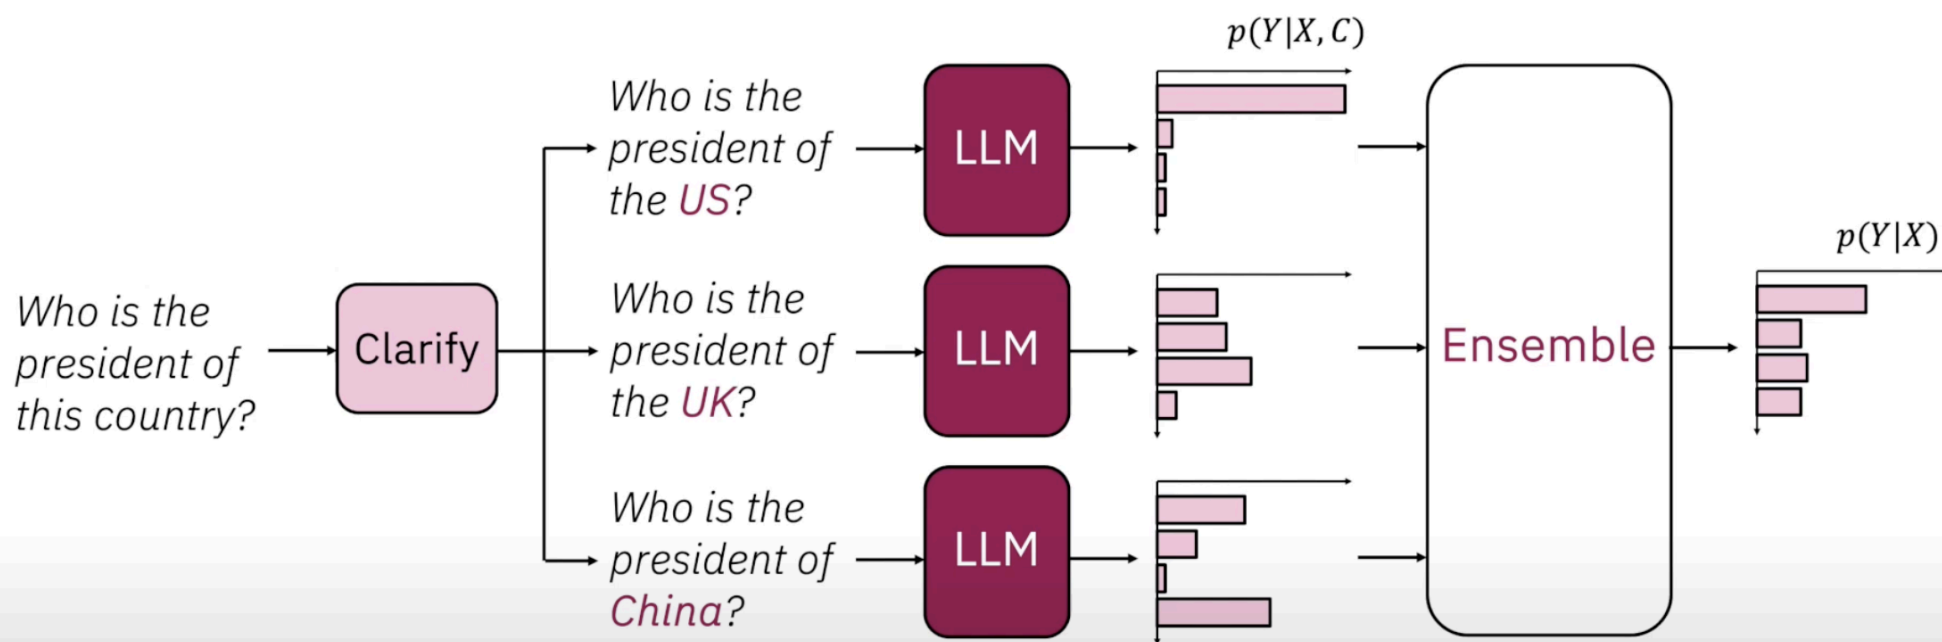 Who is the
president of
this country?
Clarify
Who is the
president of
the US?
LLM
p(Y|X, C)
Who is the
president of
the UK?
LLM
Who is the
president of
China?
LLM
Ensemble
p(Y|X)